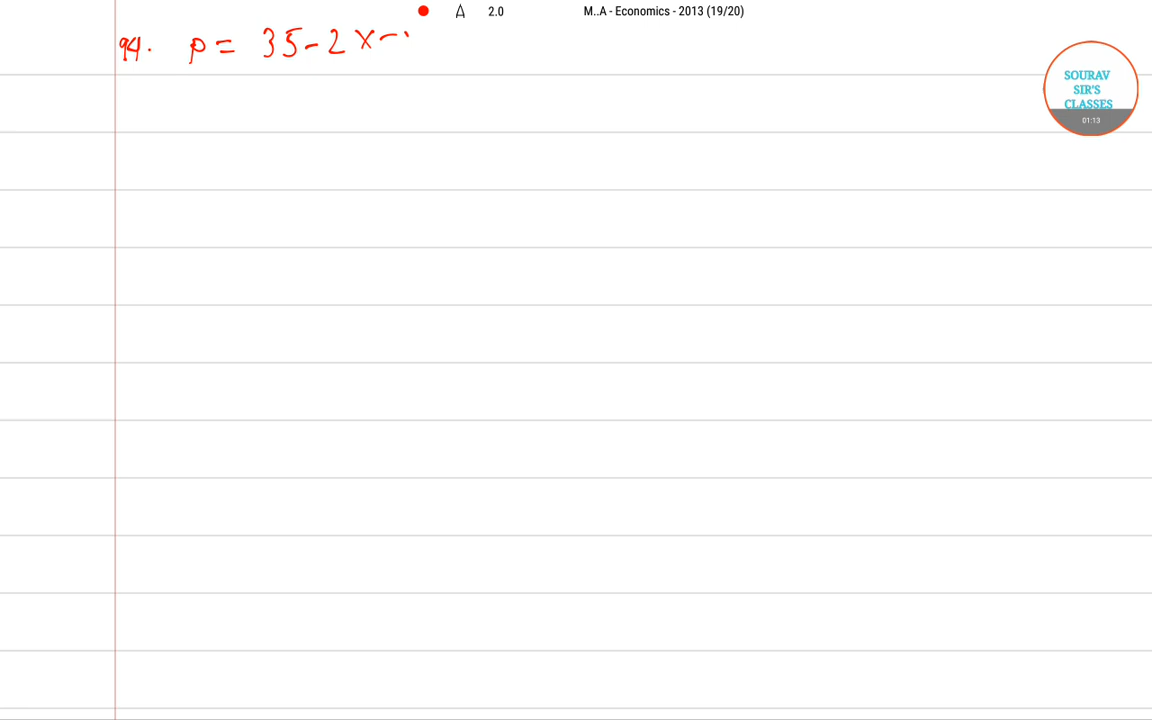 2.0 M..A - Economics - 2013 (19/20)
94. p = 35 - 2x -
SOURAV
SIR'S
CLASSES
01:13